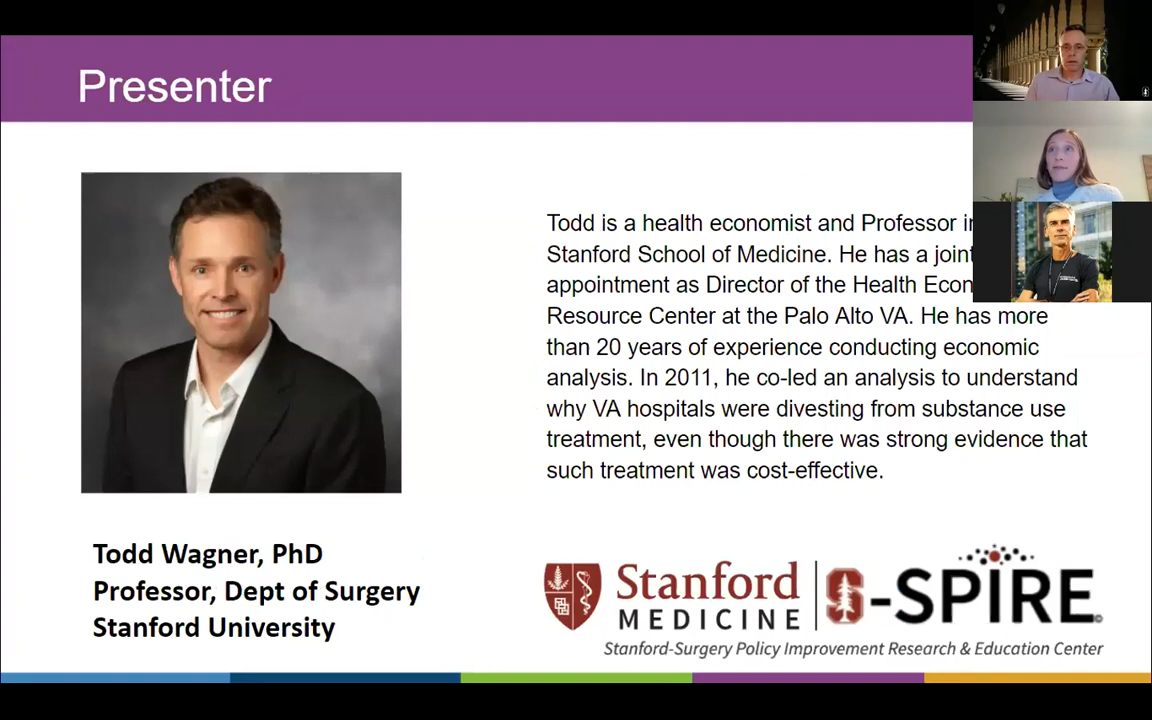 Presenter
Todd is a health economist and Professor in
Stanford School of Medicine. He has a joint
appointment as Director of the Health Econ
Resource Center at the Palo Alto VA. He has more
than 20 years of experience conducting economic
analysis. In 2011, he co-led an analysis to understand
why VA hospitals were divesting from substance use
treatment, even though there was strong evidence that
such treatment was cost-effective.
Todd Wagner, PhD
Professor, Dept of Surgery
Stanford University
Stanford
MEDICINE
S-SPIRE
Stanford-Surgery Policy Improvement Research & Education Center